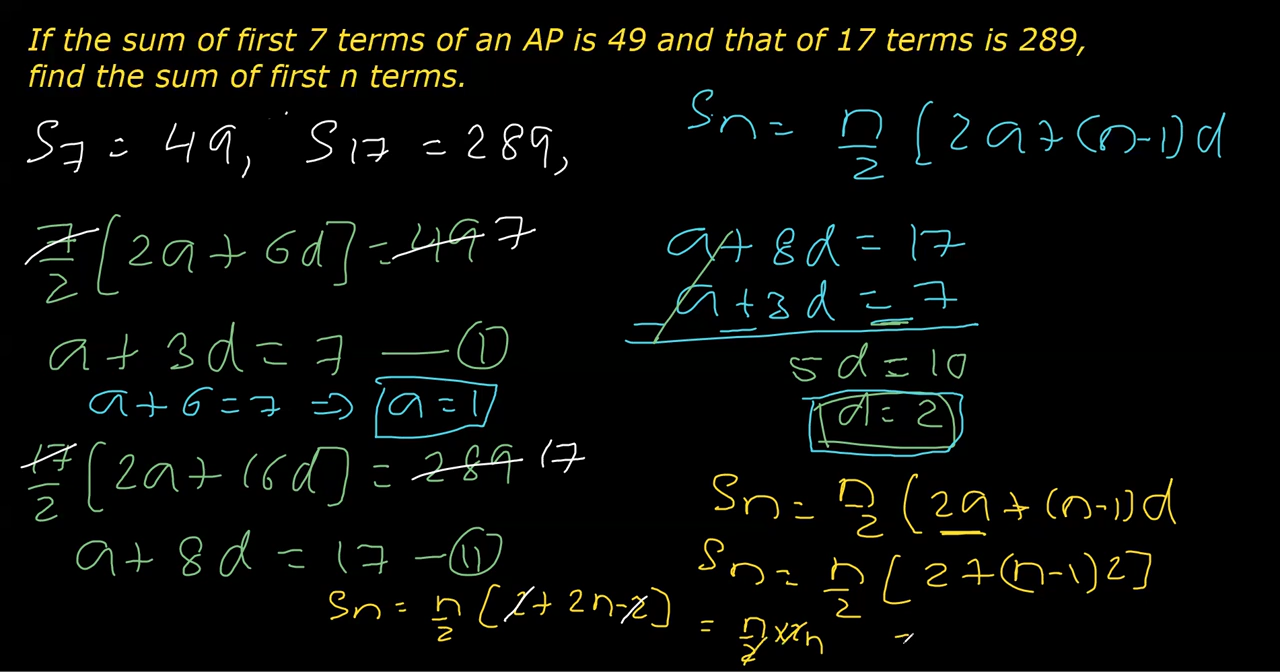 If the sum of first 7 terms of an AP is 49 and that of 17 terms is 289,
find the sum of first n terms.
S7 = 49, S17 = 289,
7/2 [2a + 6d] = 49 7
a + 3d = 7 — (1)
a + 6 = 7 ⇒ a = 1
17/2 [2a + 16d] = 289 17
a + 8d = 17 — (11)
Sn = n/2 [2a + (n-1)d
a + 8d = 17
a + 3d = 7
5d = 10
d = 2
Sn = n/2 (2a + (n-1)d
Sn = n/2 [2 + (n-1)2]
Sn = n/2 [2 + 2n - 2] = n/2 × 2n =